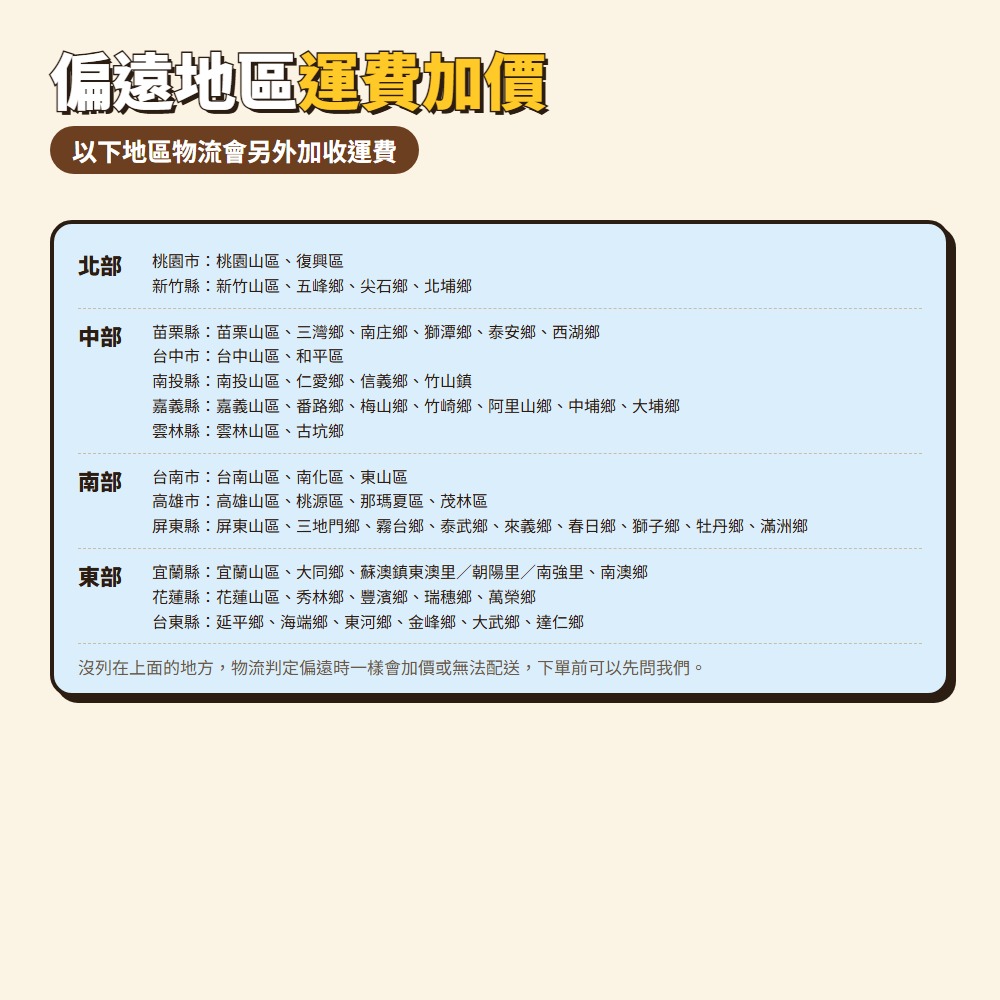 偏遠地區運費加價
以下地區物流會另外加收運費
北部
桃園市：桃園山區、復興區
新竹縣：新竹山區、五峰鄉、尖石鄉、北埔鄉
中部
苗栗縣：苗栗山區、三灣鄉、南庄鄉、獅潭鄉、泰安鄉、西湖鄉
台中市：台中山區、和平區
南投縣：南投山區、仁愛鄉、信義鄉、竹山鎮
嘉義縣：嘉義山區、番路鄉、梅山鄉、竹崎鄉、阿里山鄉、中埔鄉、大埔鄉
雲林縣：雲林山區、古坑鄉
南部
台南市：台南山區、南化區、東山區
高雄市：高雄山區、桃源區、那瑪夏區、茂林區
屏東縣：屏東山區、三地門鄉、霧台鄉、泰武鄉、來義鄉、春日鄉、獅子鄉、牡丹鄉、滿洲鄉
東部
宜蘭縣：宜蘭山區、大同鄉、蘇澳鎮東澳里／朝陽里／南強里、南澳鄉
花蓮縣：花蓮山區、秀林鄉、豐濱鄉、瑞穗鄉、萬榮鄉
台東縣：延平鄉、海端鄉、東河鄉、金峰鄉、大武鄉、達仁鄉
沒列在上面的地方，物流判定偏遠時一樣會加價或無法配送，下單前可以先問我們。